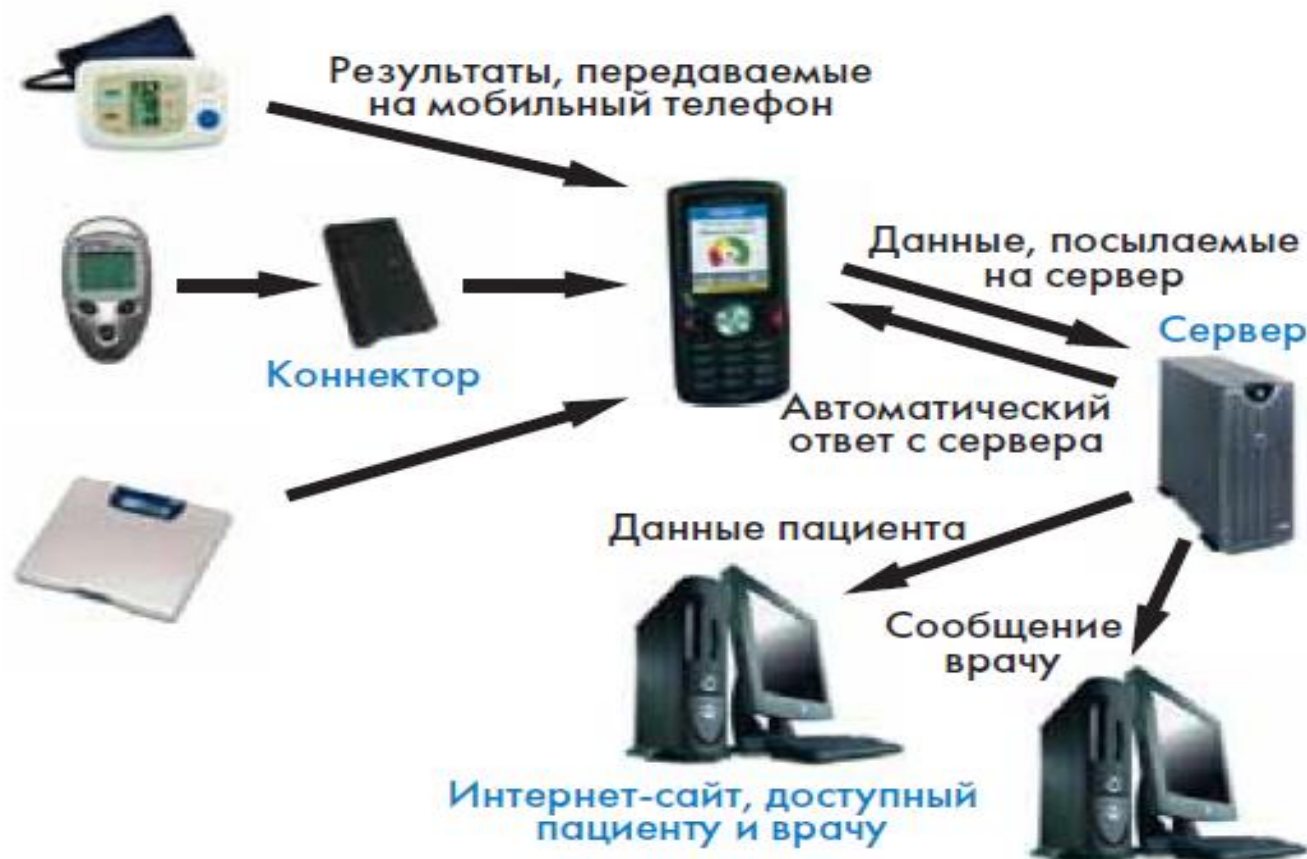 Результаты, передаваемые
на мобильный телефон
Данные, посылаемые
на сервер
Сервер
Коннектор
Автоматический
ответ с сервера
Данные пациента
Сообщение
врачу
Интернет-сайт, доступный
пациенту и врачу